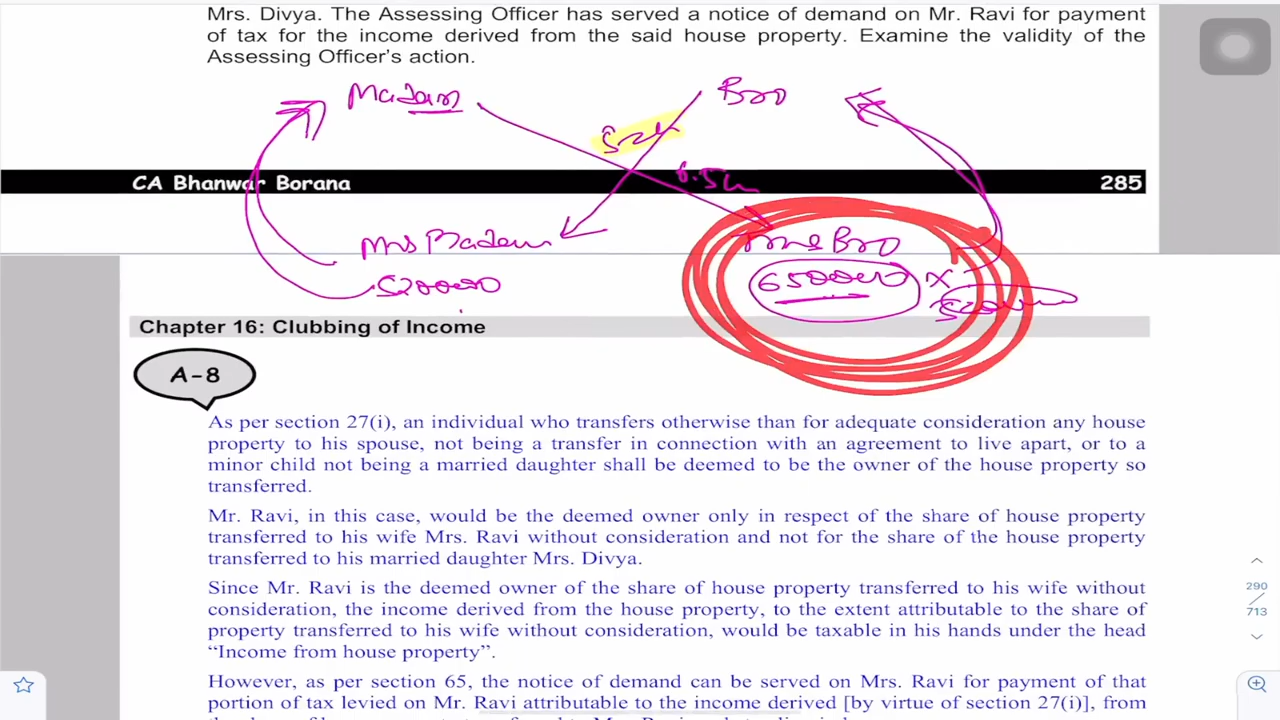 Mrs. Divya. The Assessing Officer has served a notice of demand on Mr. Ravi for payment
of tax for the income derived from the said house property. Examine the validity of the
Assessing Officer's action.
Madam Bro
CA Bhanwar Borana 285
Mrs Madam Bro
520000 650000 x
Chapter 16: Clubbing of Income
A-8
As per section 27(i), an individual who transfers otherwise than for adequate consideration any house
property to his spouse, not being a transfer in connection with an agreement to live apart, or to a
minor child not being a married daughter shall be deemed to be the owner of the house property so
transferred.
Mr. Ravi, in this case, would be the deemed owner only in respect of the share of house property
transferred to his wife Mrs. Ravi without consideration and not for the share of the house property
transferred to his married daughter Mrs. Divya.
Since Mr. Ravi is the deemed owner of the share of house property transferred to his wife without
consideration, the income derived from the house property, to the extent attributable to the share of
property transferred to his wife without consideration, would be taxable in his hands under the head
“Income from house property”.
However, as per section 65, the notice of demand can be served on Mrs. Ravi for payment of that
portion of tax levied on Mr. Ravi attributable to the income derived [by virtue of section 27(i)], from
290
713